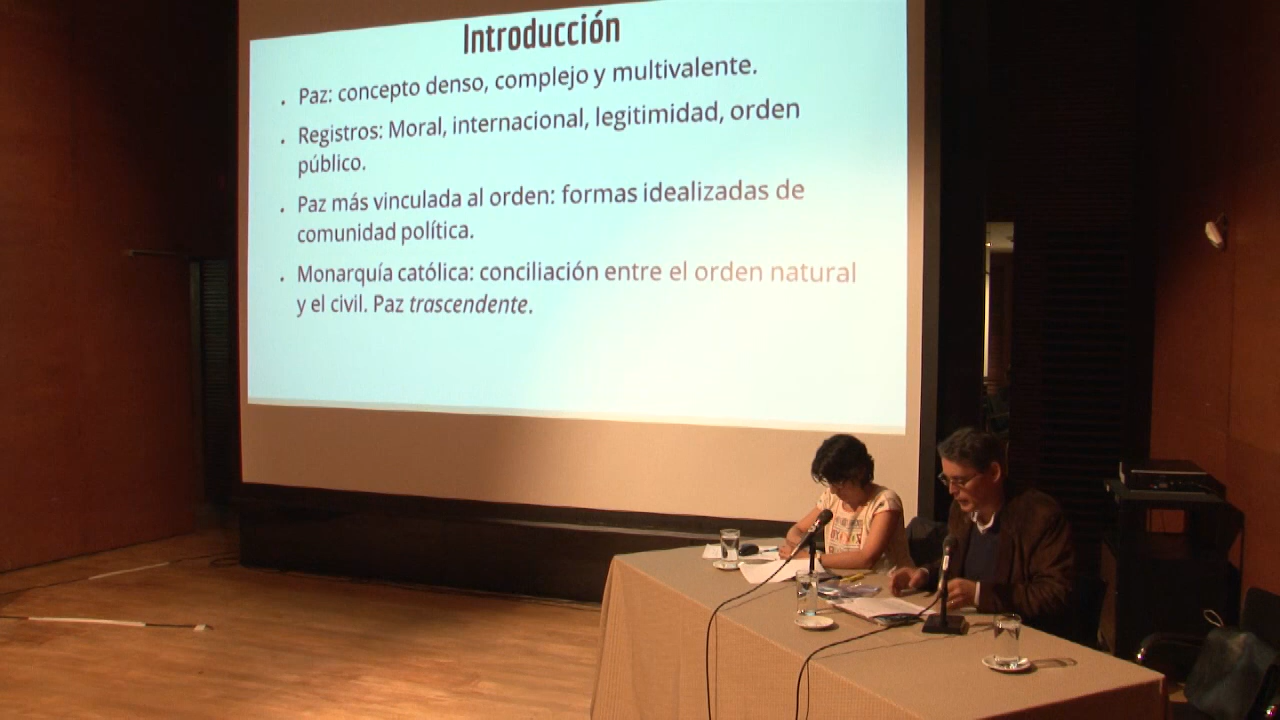 Introducción
. Paz: concepto denso, complejo y multivalente.
. Registros: Moral, internacional, legitimidad, orden
público.
. Paz más vinculada al orden: formas idealizadas de
comunidad política.
. Monarquía católica: conciliación entre el orden natural
y el civil. Paz trascendente.